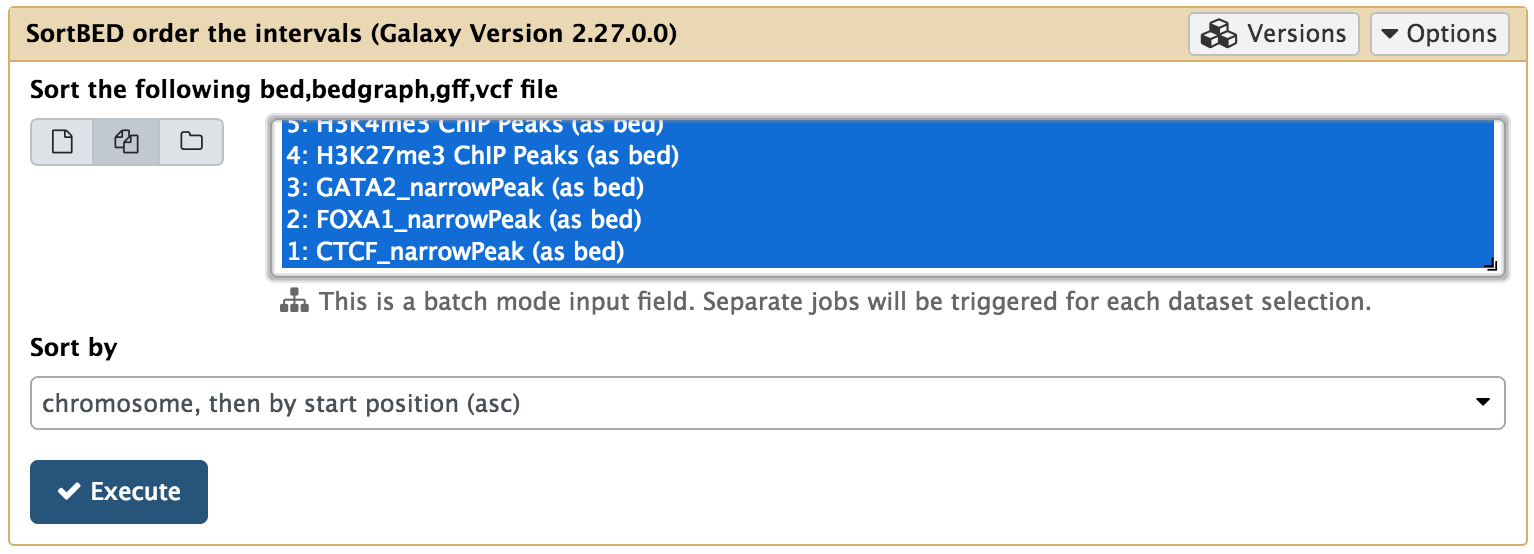 SortBED order the intervals (Galaxy Version 2.27.0.0)
Versions
Options
Sort the following bed,bedgraph,gff,vcf file
5: H3K4me3 ChIP Peaks (as bed)
4: H3K27me3 ChIP Peaks (as bed)
3: GATA2_narrowPeak (as bed)
2: FOXA1_narrowPeak (as bed)
1: CTCF_narrowPeak (as bed)
This is a batch mode input field. Separate jobs will be triggered for each dataset selection.
Sort by
chromosome, then by start position (asc)
Execute